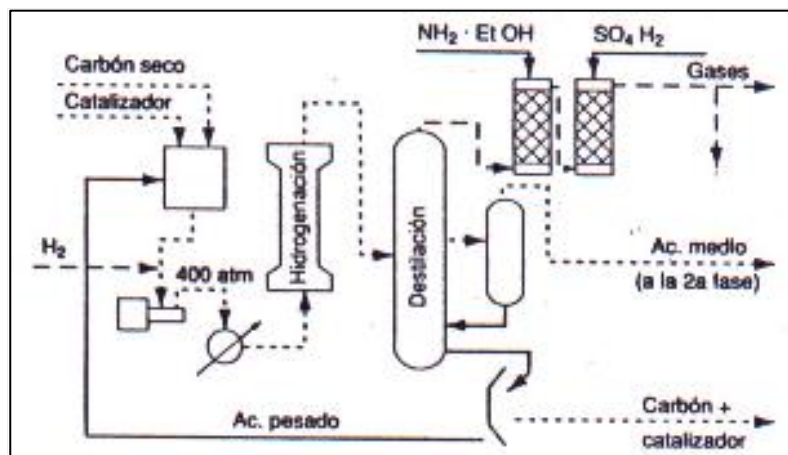 NH₂ · Et OH
SO₄ H₂
Gases
Carbón seco
Catalizador
Hidrogenación
Destilación
H₂
400 atm
Ac. medio
(a la 2a fase)
Ac. pesado
Carbón +
catalizador